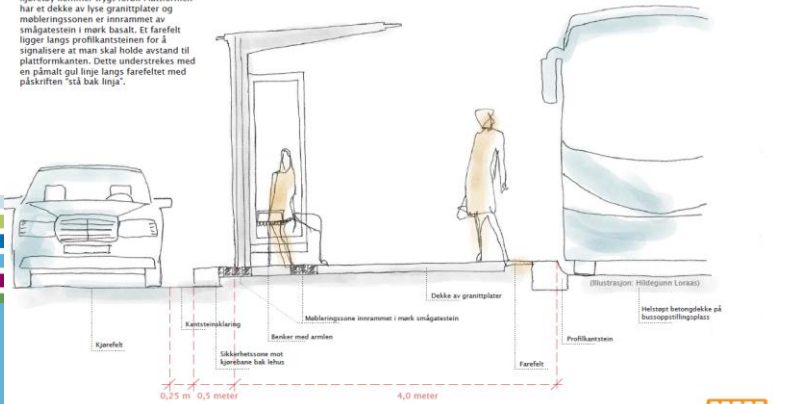 har et dekke av lyse granittplater og
møbleringssonen er innrammet av
smågatestein i mørk basalt. Et farefelt
ligger langs profilkantsteinen for å
signalisere at man skal holde avstand til
plattformkanten. Dette understrekes med
en påmalt gul linje langs farefeltet med
påskriften "stå bak linja".
(Illustrasjon: Hildegunn Loraas)
Dekke av granittplater
Helstøpt betongdekke på
bussoppstillingsplass
Møbleringssone innrammet i mørk smågatestein
Kantsteinsklaring
Benker med armlen
Profilkantstein
Kjørefelt
Sikkerhetssone mot
kjørebane bak lehus
Farefelt
0,25 m 0,5 meter 4,0 meter